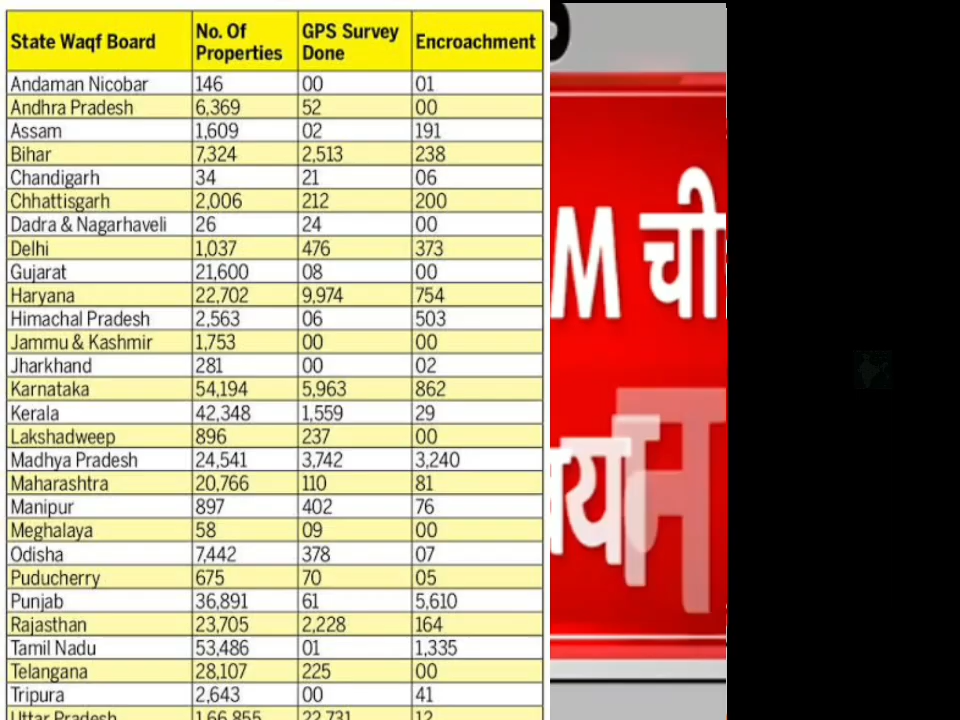 State Waqf Board No. Of Properties GPS Survey Done Encroachment
Andaman Nicobar 146 00 01
Andhra Pradesh 6,369 52 00
Assam 1,609 02 191
Bihar 7,324 2,513 238
Chandigarh 34 21 06
Chhattisgarh 2,006 212 200
Dadra & Nagarhaveli 26 24 00
Delhi 1,037 476 373
Gujarat 21,600 08 00
Haryana 22,702 9,974 754
Himachal Pradesh 2,563 06 503
Jammu & Kashmir 1,753 00 00
Jharkhand 281 00 02
Karnataka 54,194 5,963 862
Kerala 42,348 1,559 29
Lakshadweep 896 237 00
Madhya Pradesh 24,541 3,742 3,240
Maharashtra 20,766 110 81
Manipur 897 402 76
Meghalaya 58 09 00
Odisha 7,442 378 07
Puducherry 675 70 05
Punjab 36,891 61 5,610
Rajasthan 23,705 2,228 164
Tamil Nadu 53,486 01 1,335
Telangana 28,107 225 00
Tripura 2,643 00 41
Uttar Pradesh 1,66,855 22,731 12
M ची